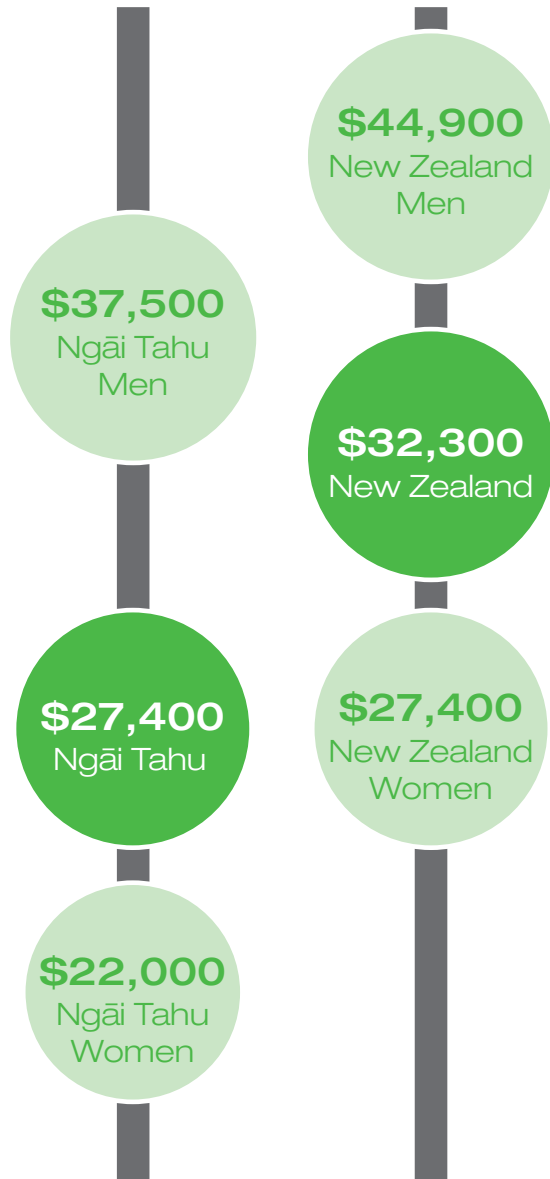 $44,900
New Zealand
Men
$37,500
Ngāi Tahu
Men
$32,300
New Zealand
$27,400
Ngāi Tahu
$27,400
New Zealand
Women
$22,000
Ngāi Tahu
Women